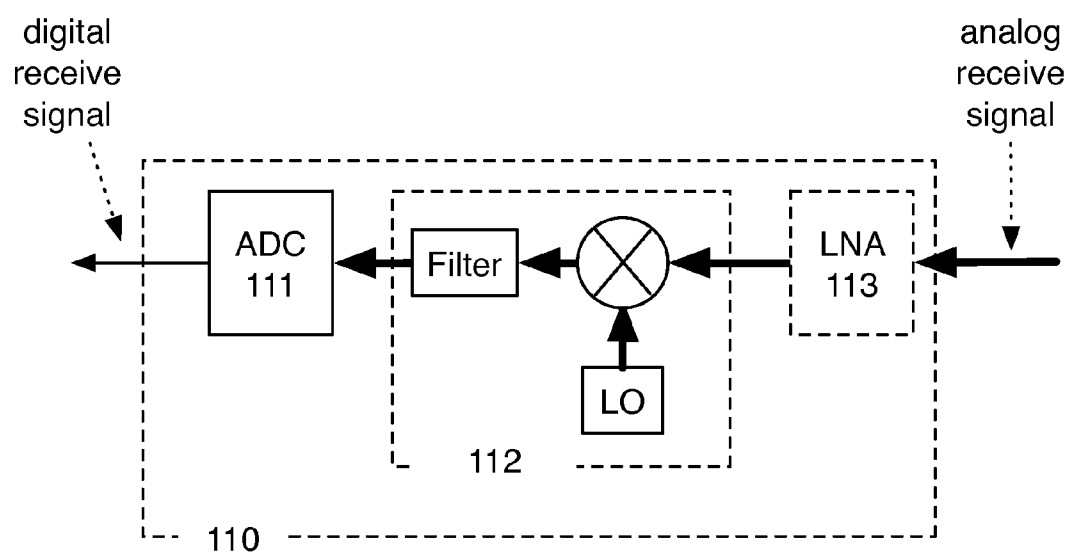 digital
receive
signal
analog
receive
signal
ADC
111
Filter
LNA
113
LO
112
110